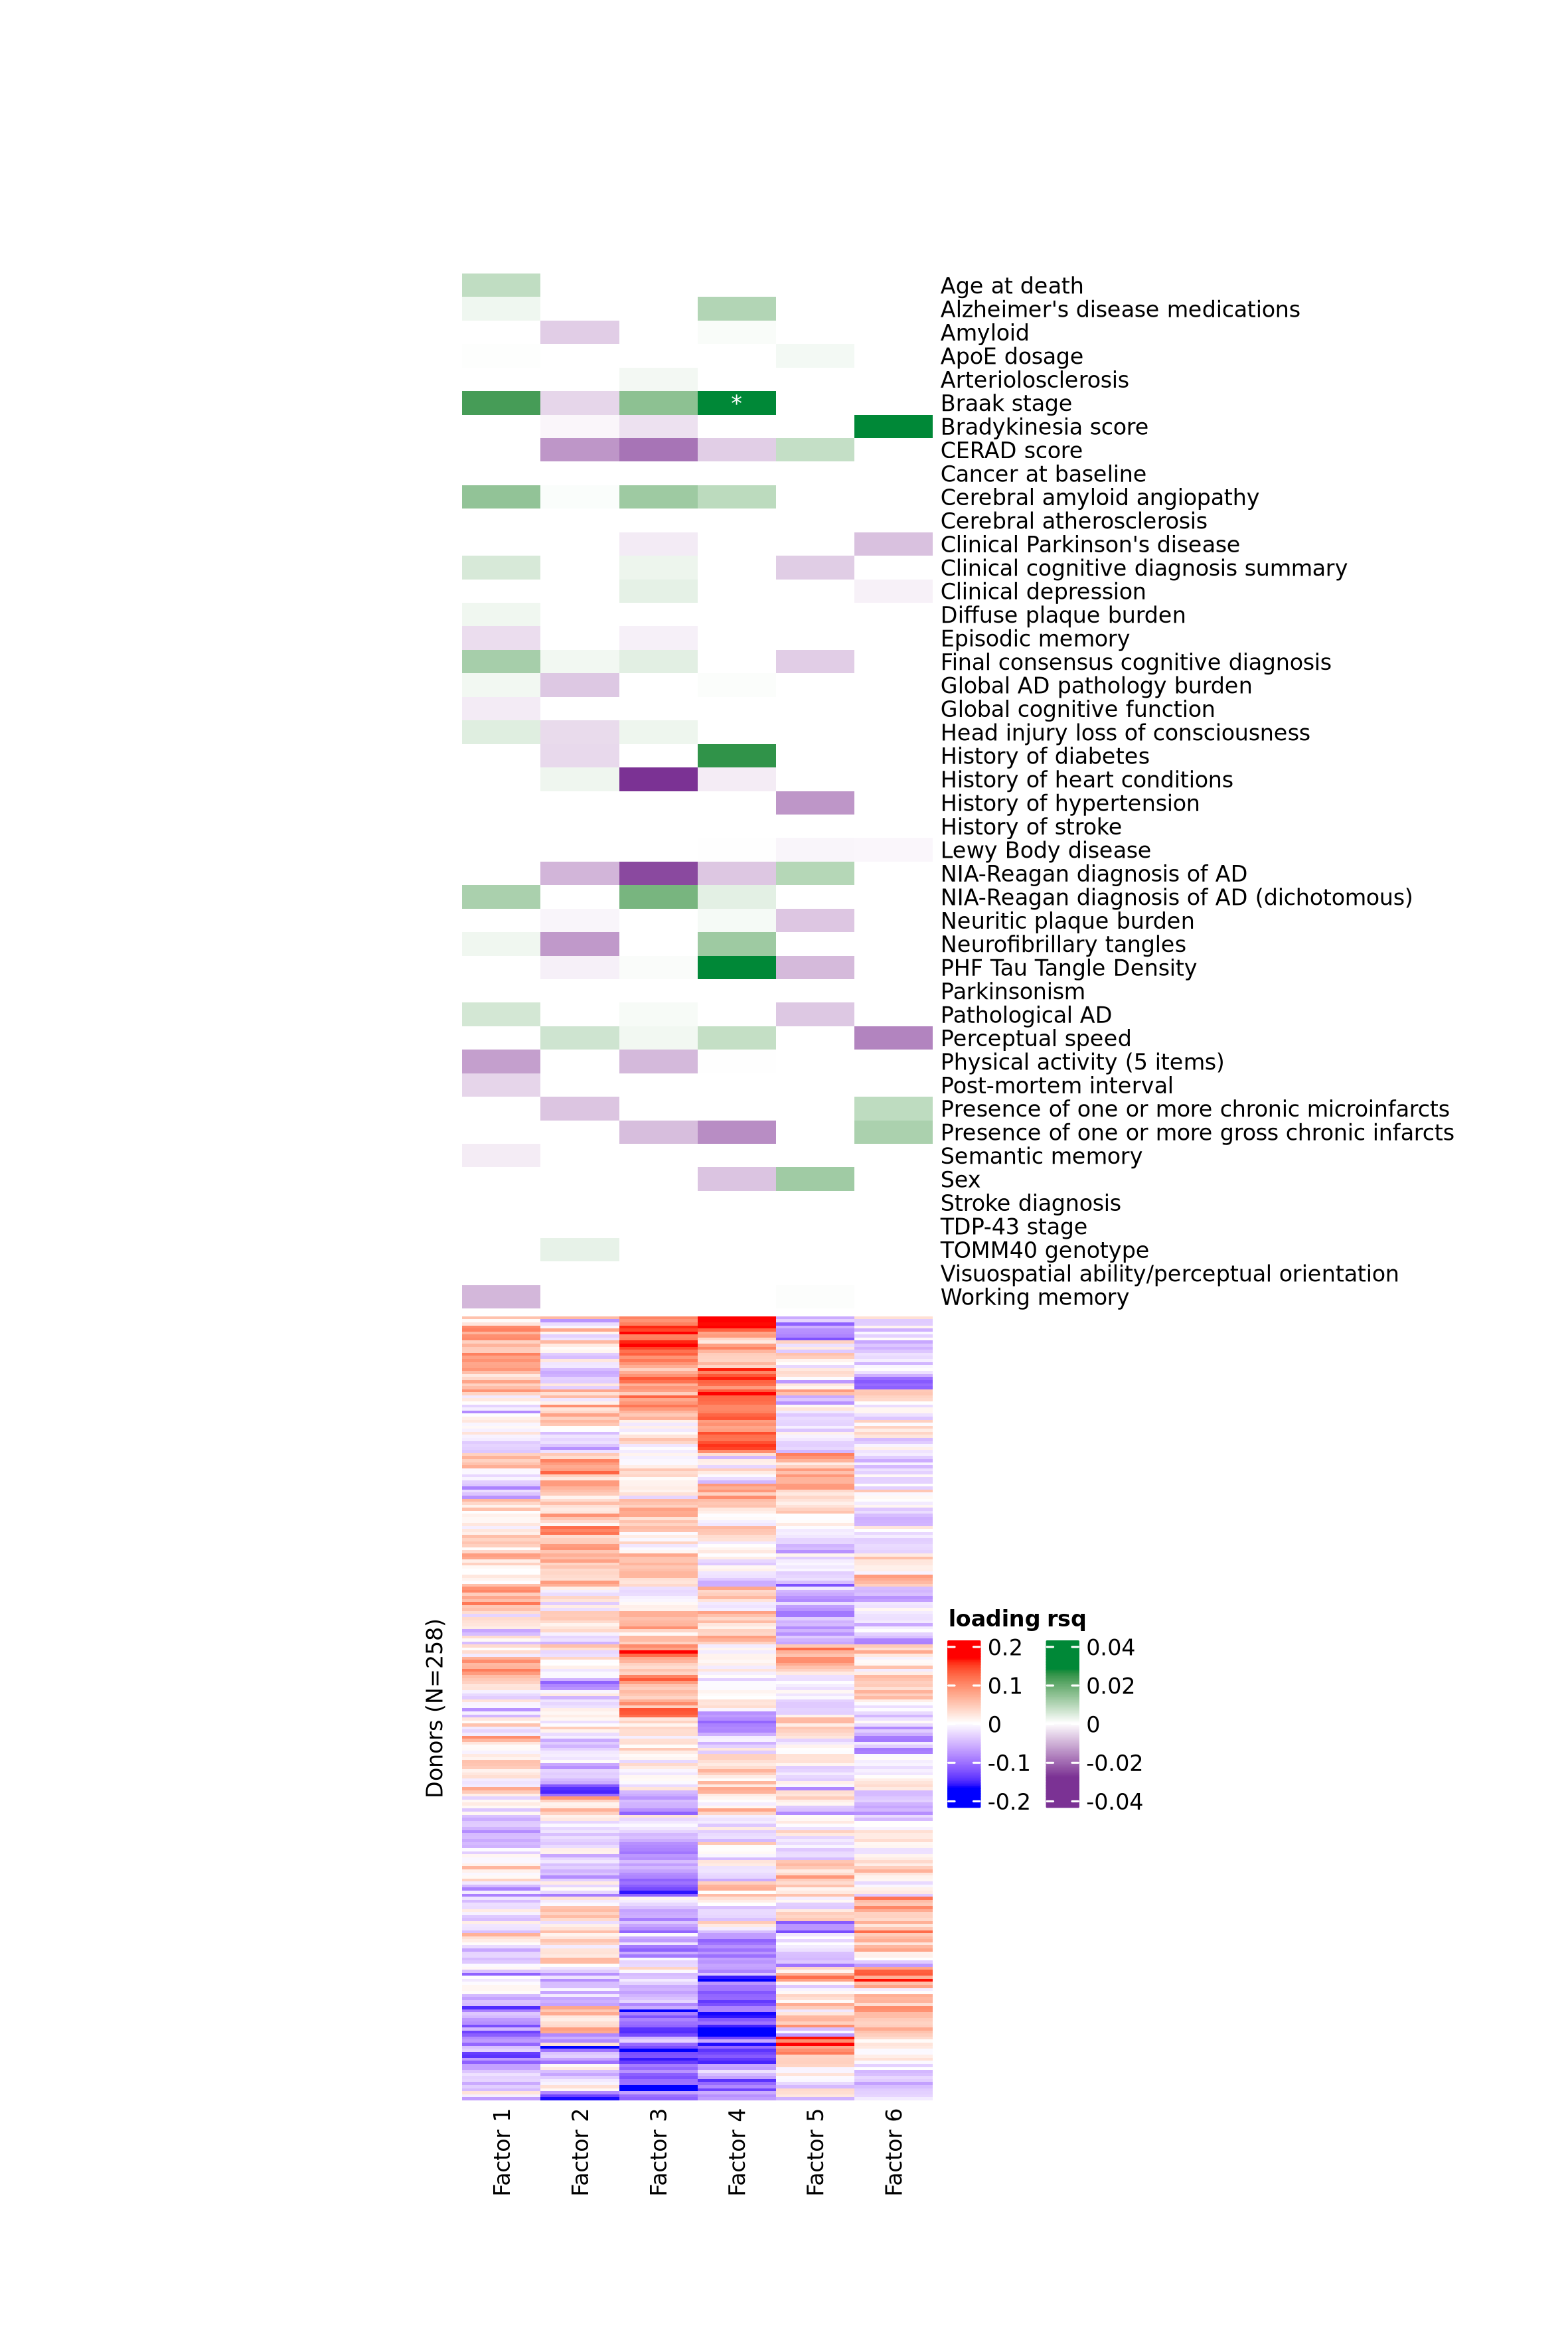 Age at death
Alzheimer's disease medications
Amyloid
ApoE dosage
Arteriolosclerosis
*
Braak stage
Bradykinesia score
CERAD score
Cancer at baseline
Cerebral amyloid angiopathy
Cerebral atherosclerosis
Clinical Parkinson's disease
Clinical cognitive diagnosis summary
Clinical depression
Diffuse plaque burden
Episodic memory
Final consensus cognitive diagnosis
Global AD pathology burden
Global cognitive function
Head injury loss of consciousness
History of diabetes
History of heart conditions
History of hypertension
History of stroke
Lewy Body disease
NIA-Reagan diagnosis of AD
NIA-Reagan diagnosis of AD (dichotomous)
Neuritic plaque burden
Neurofibrillary tangles
PHF Tau Tangle Density
Parkinsonism
Pathological AD
Perceptual speed
Physical activity (5 items)
Post-mortem interval
Presence of one or more chronic microinfarcts
Presence of one or more gross chronic infarcts
Semantic memory
Sex
Stroke diagnosis
TDP-43 stage
TOMM40 genotype
Visuospatial ability/perceptual orientation
Working memory
Donors (N=258)
loading rsq
0.2 0.04
0.1 0.02
0 0
-0.1 -0.02
-0.2 -0.04
Factor 1
Factor 2
Factor 3
Factor 4
Factor 5
Factor 6